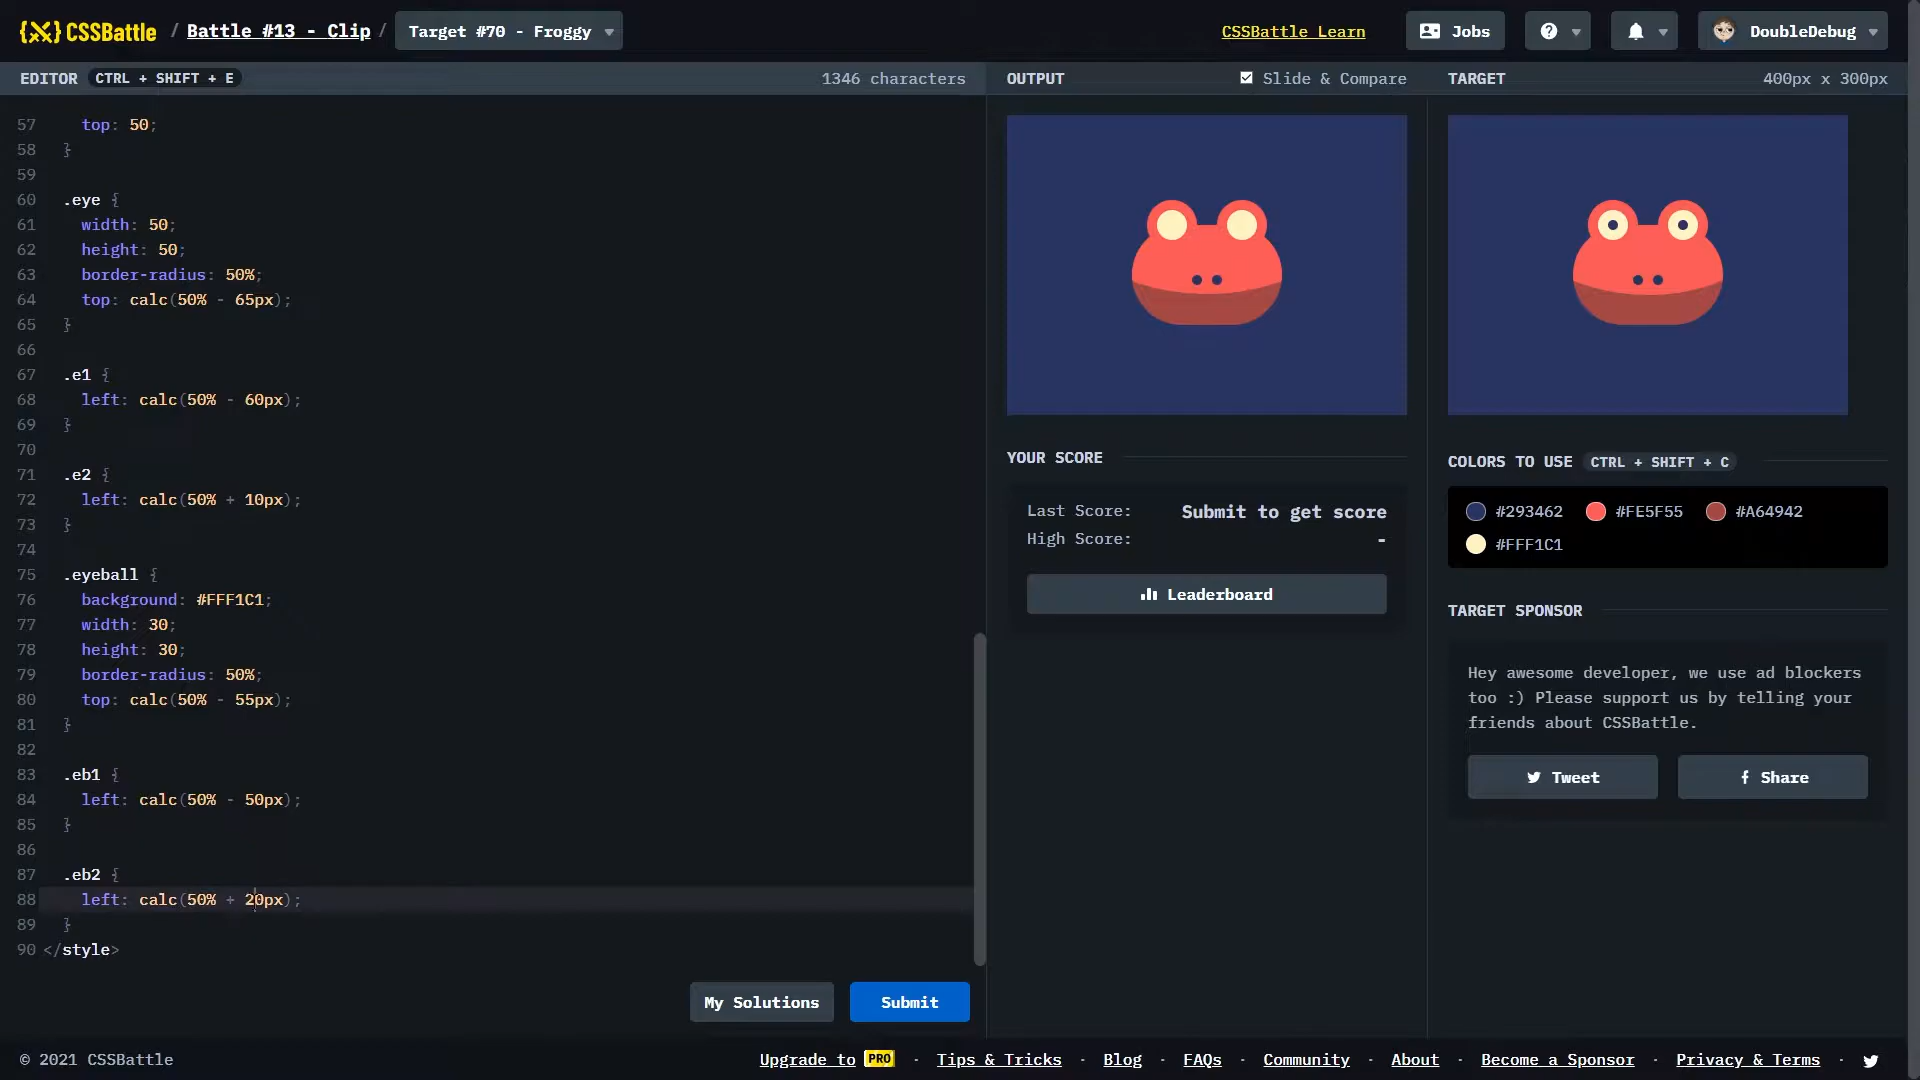 {X} CSSBattle / Battle #13 - Clip / Target #70 - Froggy
CSSBattle Learn
Jobs
DoubleDebug
EDITOR CTRL + SHIFT + E
1346 characters
57 top: 50;
58 }
59
60 .eye {
61 width: 50;
62 height: 50;
63 border-radius: 50%;
64 top: calc(50% - 65px);
65 }
66
67 .e1 {
68 left: calc(50% - 60px);
69 }
70
71 .e2 {
72 left: calc(50% + 10px);
73 }
74
75 .eyeball {
76 background: #FFF1C1;
77 width: 30;
78 height: 30;
79 border-radius: 50%;
80 top: calc(50% - 55px);
81 }
82
83 .eb1 {
84 left: calc(50% - 50px);
85 }
86
87 .eb2 {
88 left: calc(50% + 20px);
89 }
90 </style>
My Solutions
Submit
OUTPUT
Slide & Compare
YOUR SCORE
Last Score: Submit to get score
High Score: -
Leaderboard
TARGET
400px x 300px
COLORS TO USE CTRL + SHIFT + C
#293462 #FE5F55 #A64942
#FFF1C1
TARGET SPONSOR
Hey awesome developer, we use ad blockers
too :) Please support us by telling your
friends about CSSBattle.
Tweet
Share
© 2021 CSSBattle
Upgrade to PRO · Tips & Tricks · Blog · FAQs · Community · About · Become a Sponsor · Privacy & Terms ·